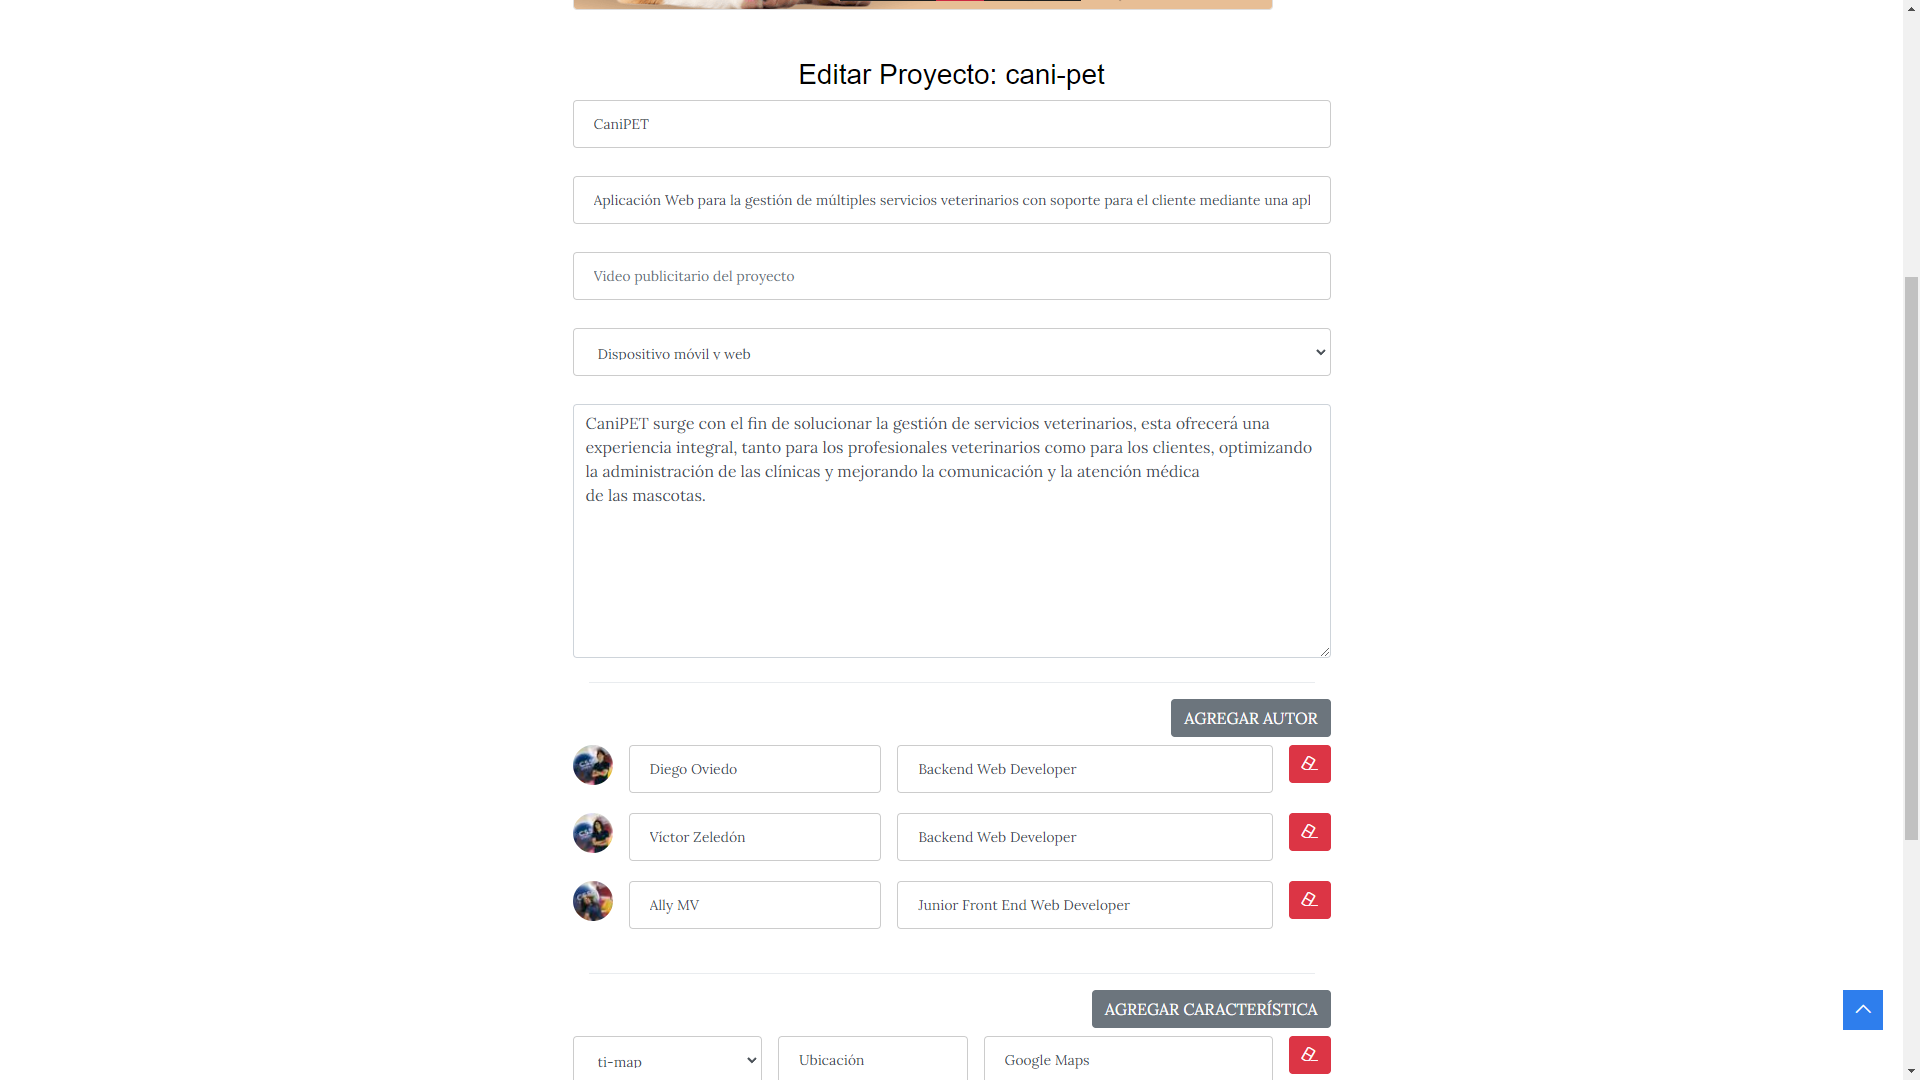 Editar Proyecto: cani-pet
CaniPET
Aplicación Web para la gestión de múltiples servicios veterinarios con soporte para el cliente mediante una apl
Video publicitario del proyecto
Dispositivo móvil y web
CaniPET surge con el fin de solucionar la gestión de servicios veterinarios, esta ofrecerá una
experiencia integral, tanto para los profesionales veterinarios como para los clientes, optimizando
la administración de las clínicas y mejorando la comunicación y la atención médica
de las mascotas.
AGREGAR AUTOR
Diego Oviedo Backend Web Developer
Víctor Zeledón Backend Web Developer
Ally MV Junior Front End Web Developer
AGREGAR CARACTERÍSTICA
ti-map Ubicación Google Maps